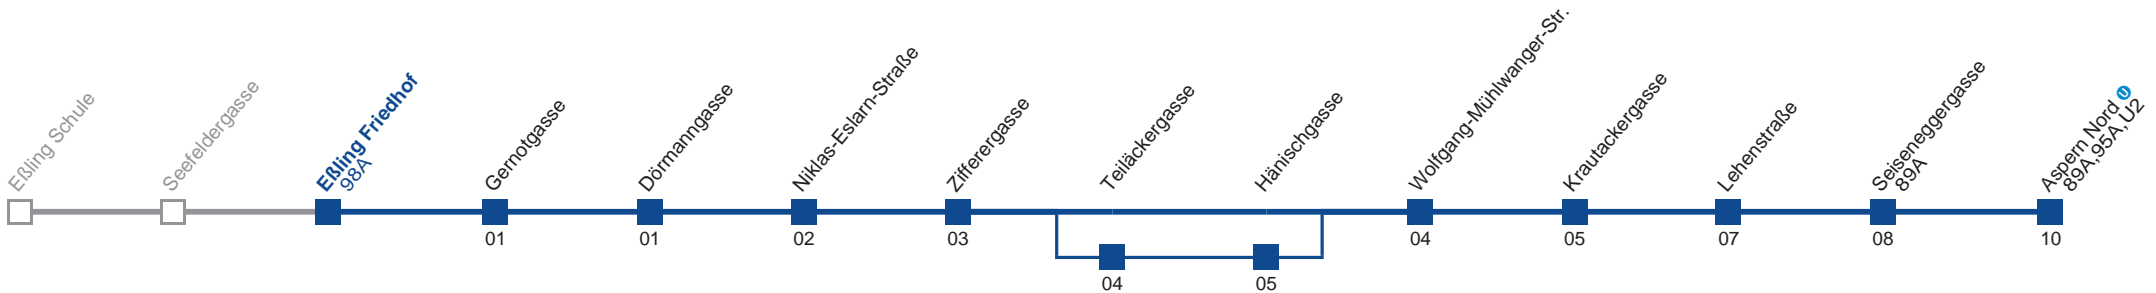 Eßling Schule
Seefeldergasse
Eßling Friedhof
98A
Gernotgasse
Dörmanngasse
Niklas-Eslarn-Straße
Zifferergasse
Teiläckergasse
Hänischgasse
Wolfgang-Mühlwanger-Str.
Krautackergasse
Lehenstraße
Seiseneggergasse
89A
Aspern Nord U
89A,95A,U2
01
01
02
03
04
05
04
05
07
08
10